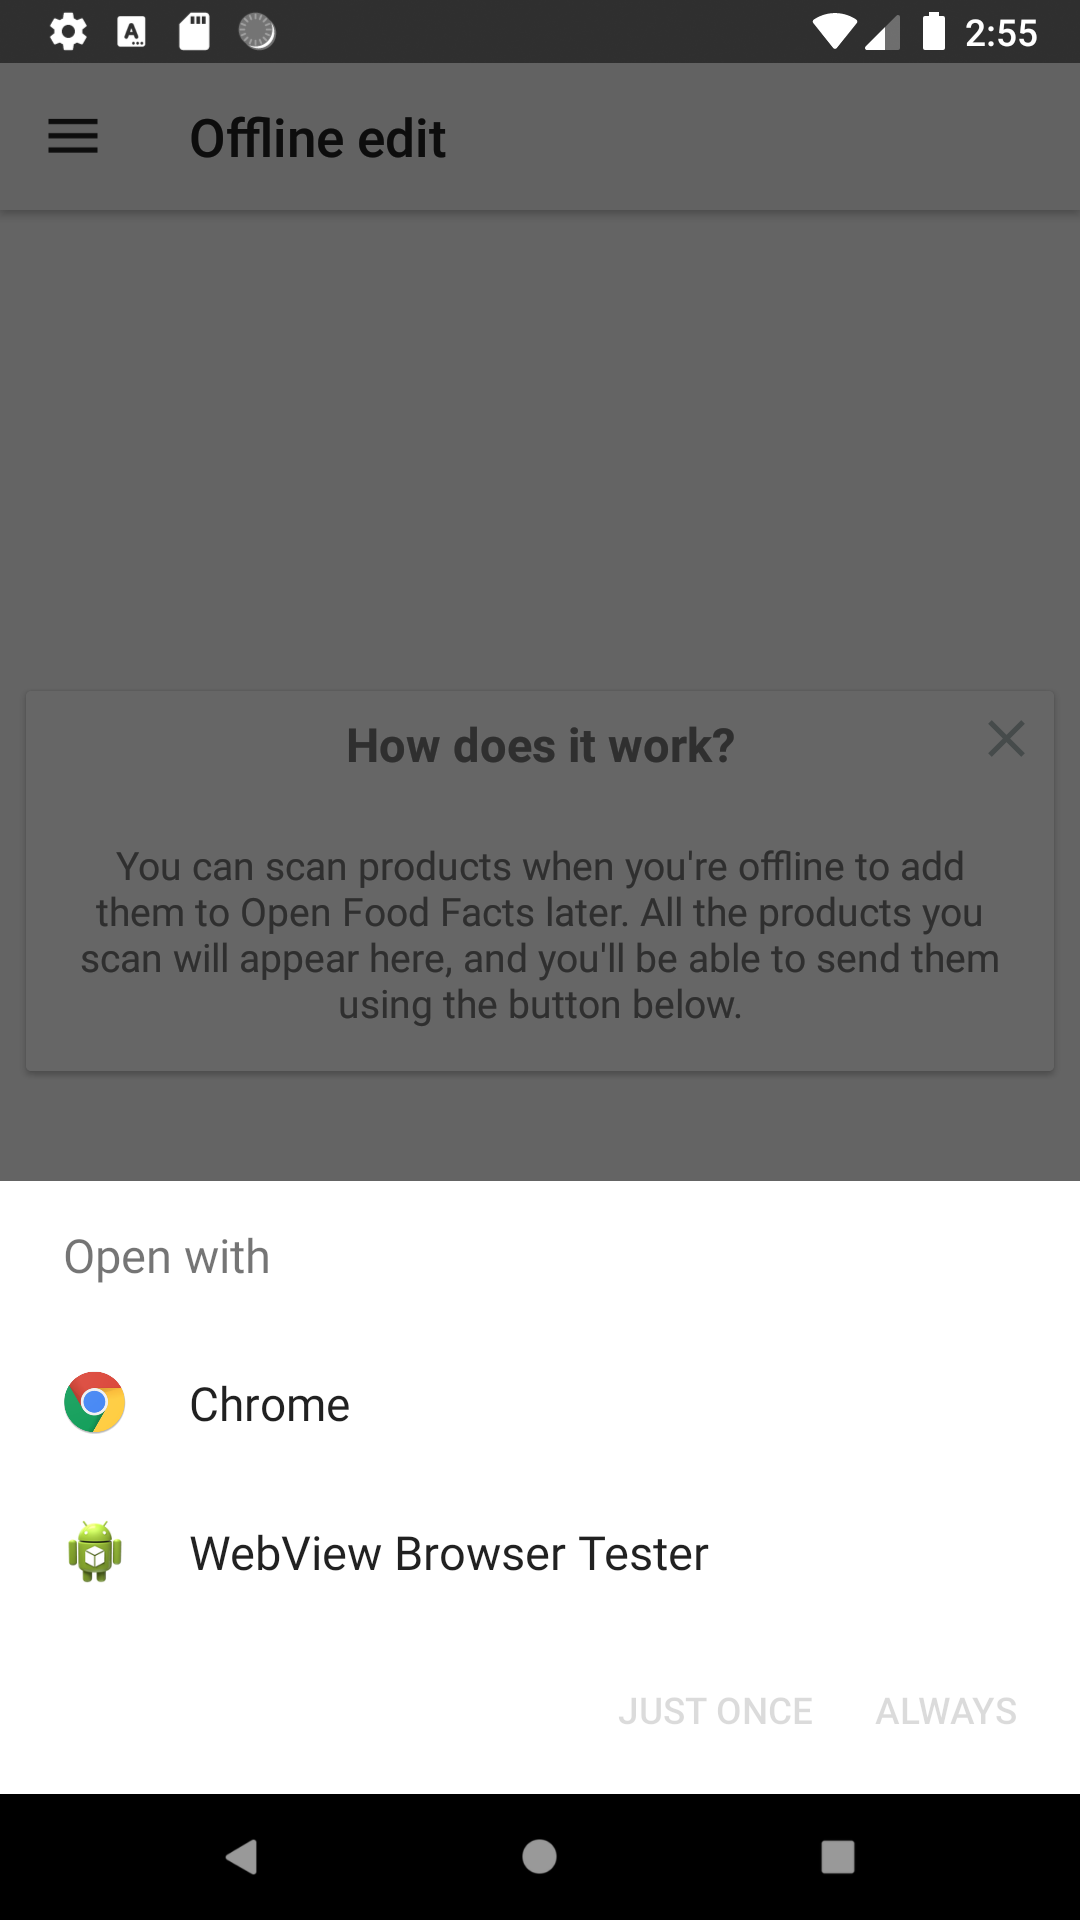 2:55
Offline edit
How does it work?
You can scan products when you're offline to add
them to Open Food Facts later. All the products you
scan will appear here, and you'll be able to send them
using the button below.
Open with
Chrome
WebView Browser Tester
JUST ONCE ALWAYS